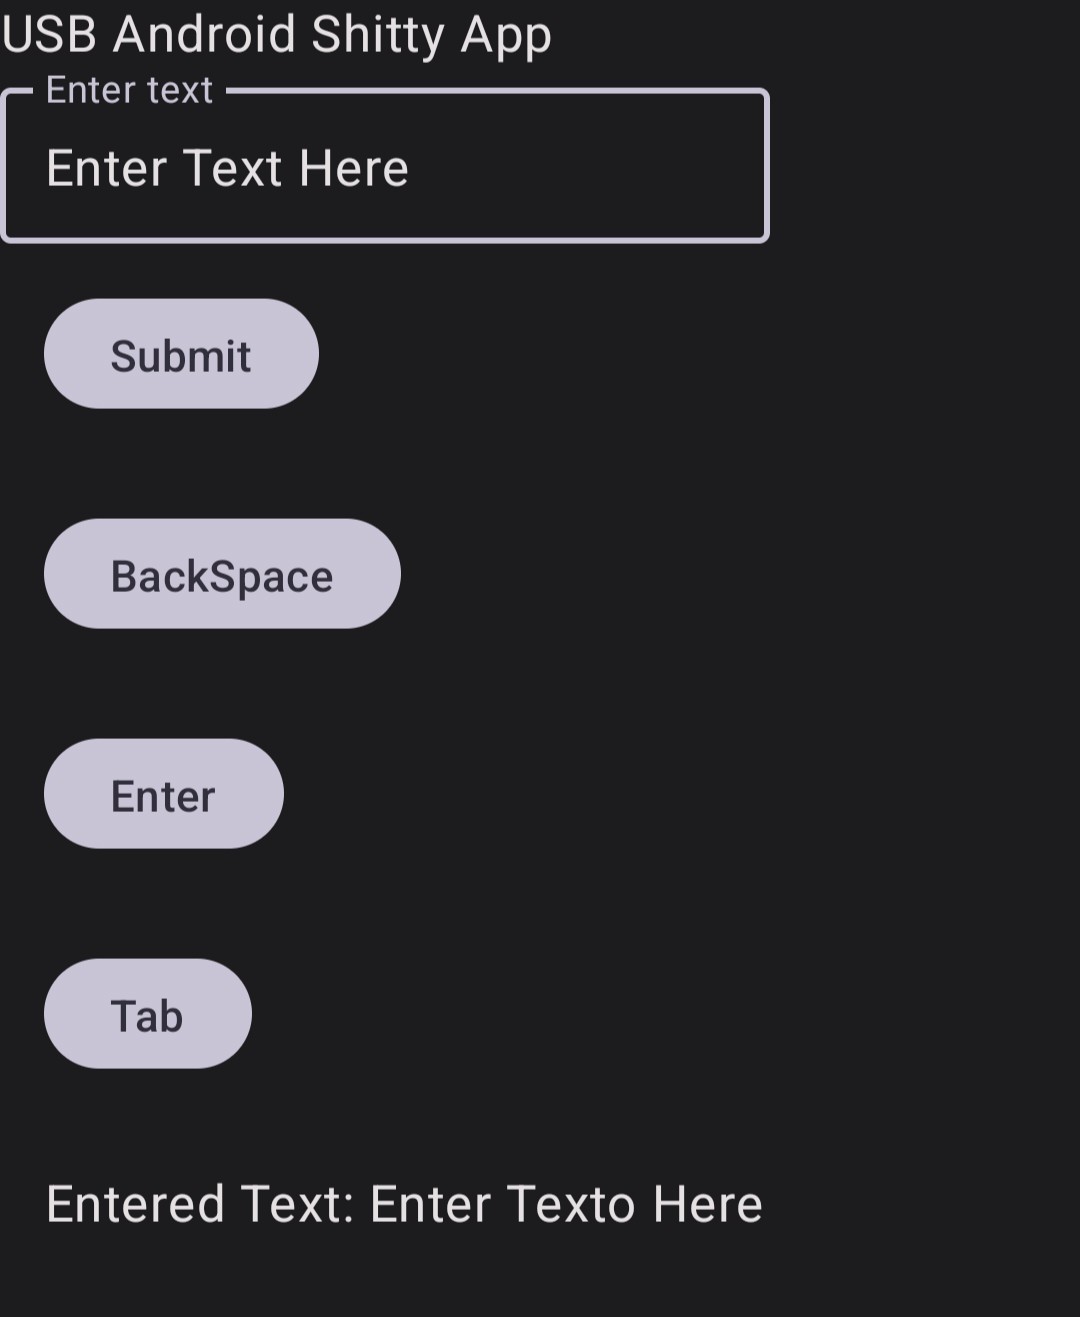 USB Android Shitty App
Enter text
Enter Text Here
Submit
BackSpace
Enter
Tab
Entered Text: Enter Texto Here